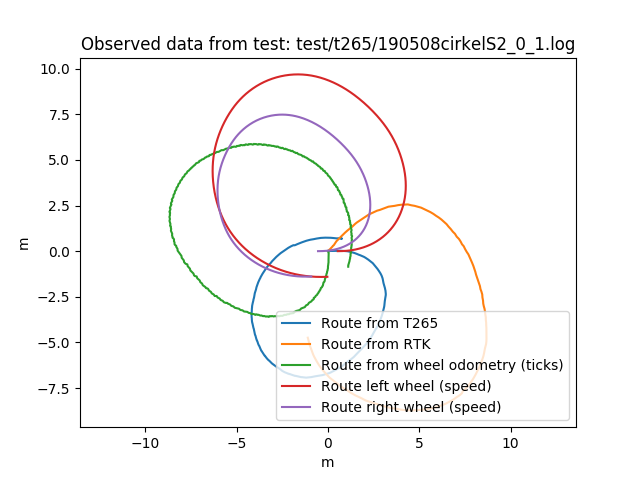 Observed data from test: test/t265/190508cirkelS2_0_1.log
10.0
7.5
5.0
2.5
0.0
−2.5
−5.0
−7.5
m
−10
−5
0
5
10
m
Route from T265
Route from RTK
Route from wheel odometry (ticks)
Route left wheel (speed)
Route right wheel (speed)